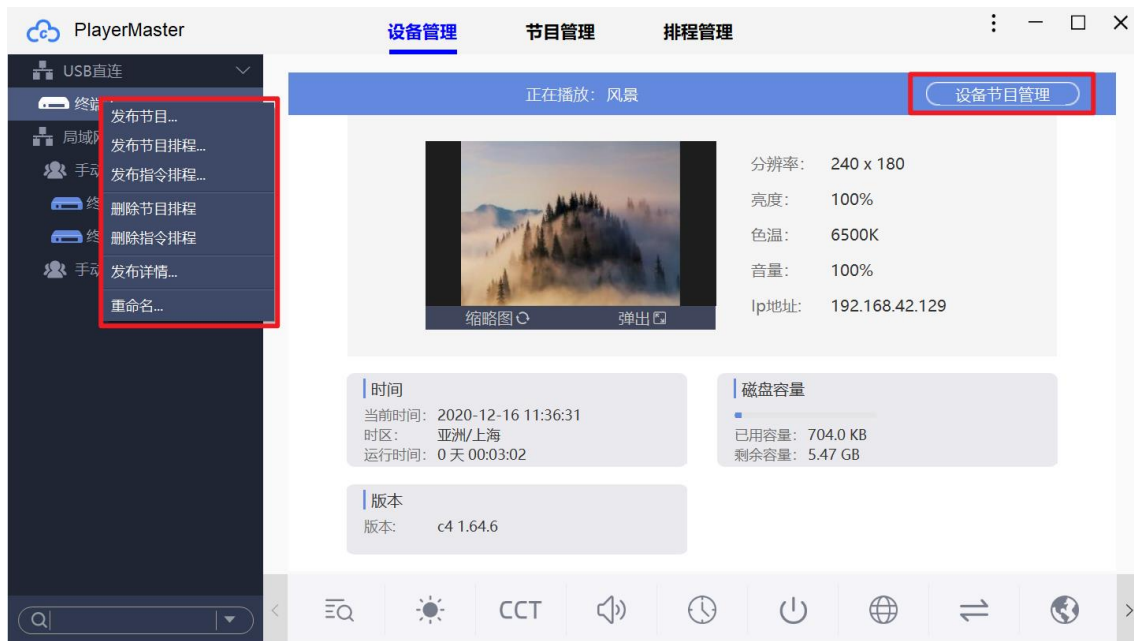 PlayerMaster
设备管理
节目管理
排程管理
USB直连
终端
局域网
手动
终
终
手动
发布节目...
发布节目排程...
发布指令排程...
删除节目排程
删除指令排程
发布详情...
重命名...
正在播放：风景
设备节目管理
缩略图
弹出
分辨率： 240 x 180
亮度： 100%
色温： 6500K
音量： 100%
Ip地址： 192.168.42.129
时间
当前时间： 2020-12-16 11:36:31
时区： 亚洲/上海
运行时间： 0 天 00:03:02
磁盘容量
已用容量： 704.0 KB
剩余容量： 5.47 GB
版本
版本: c4 1.64.6
CCT